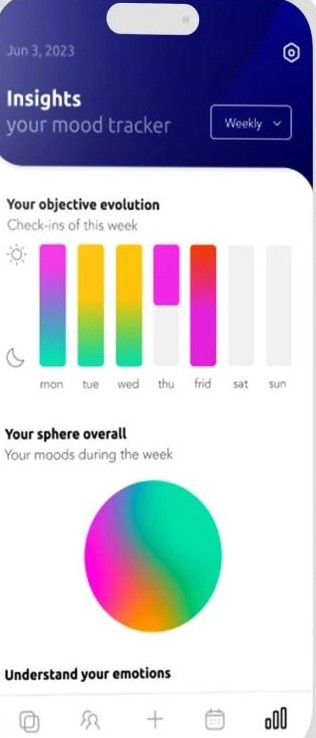 Jun 3, 2023
Insights
your mood tracker
Weekly
Your objective evolution
Check-ins of this week
mon tue wed thu frid sat sun
Your sphere overall
Your moods during the week
Understand your emotions